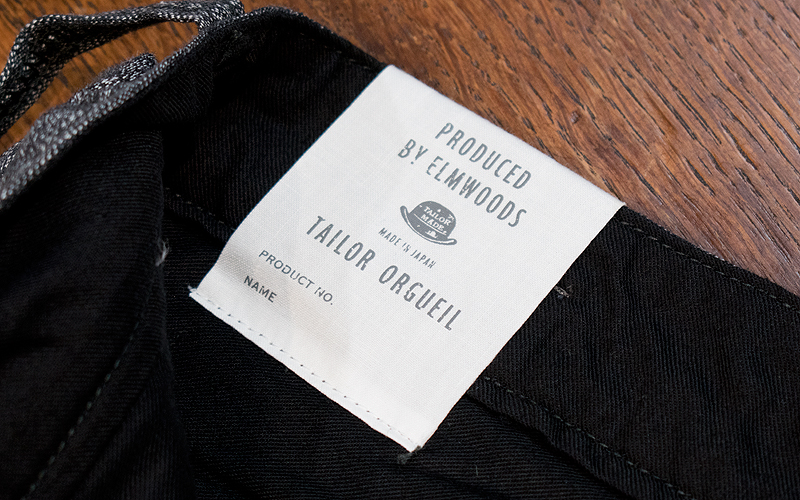 PRODUCED
BY ELMWOODS
TAILOR
MADE
MADE IN JAPAN
TAILOR ORGUEIL
PRODUCT NO.
NAME